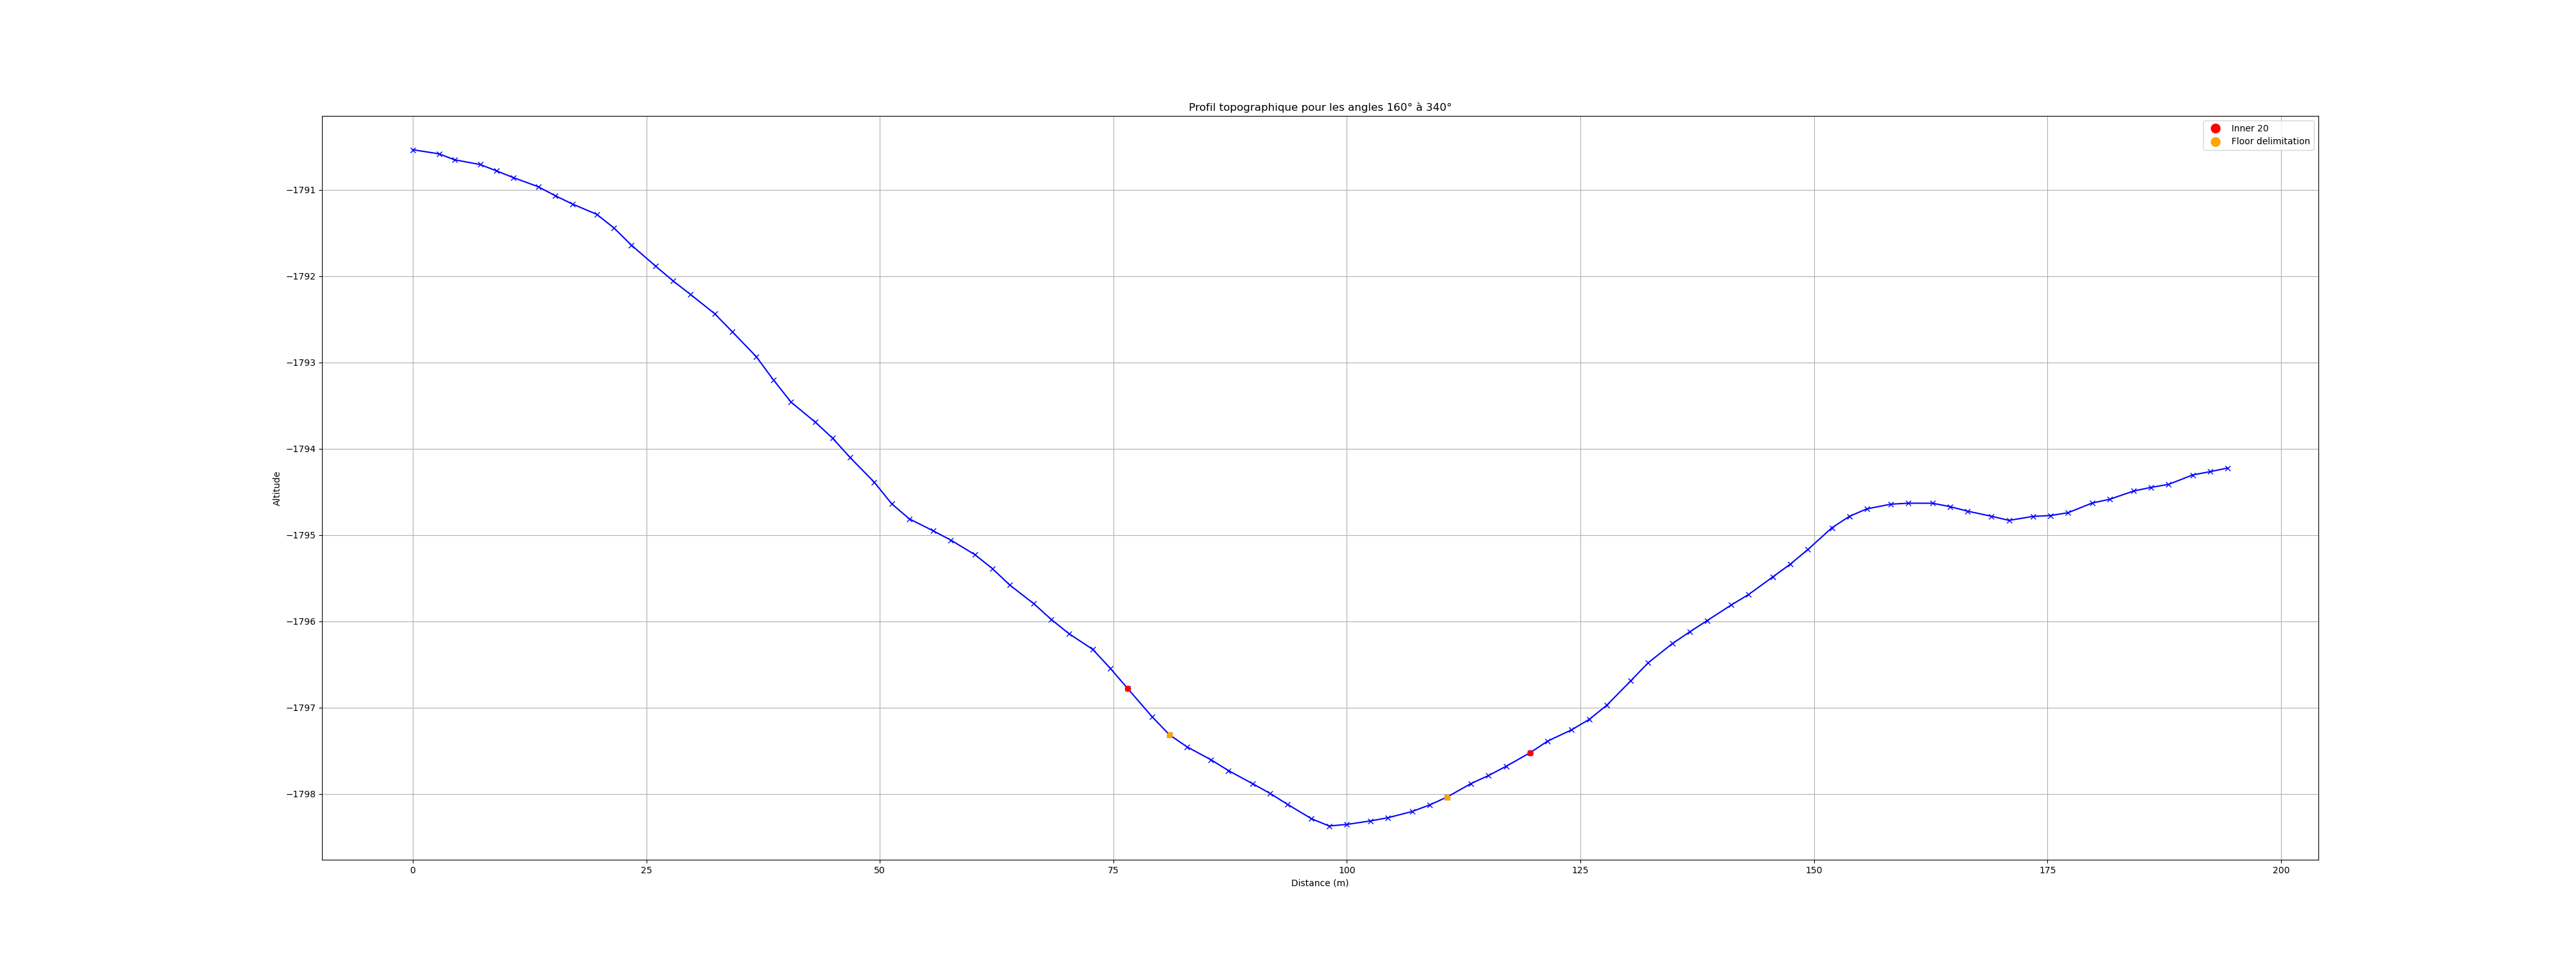 Profil topographique pour les angles 160° à 340°
Inner 20
Floor delimitation
−1791
−1792
−1793
−1794
−1795
−1796
−1797
−1798
Altitude
0 25 50 75 100 125 150 175 200
Distance (m)